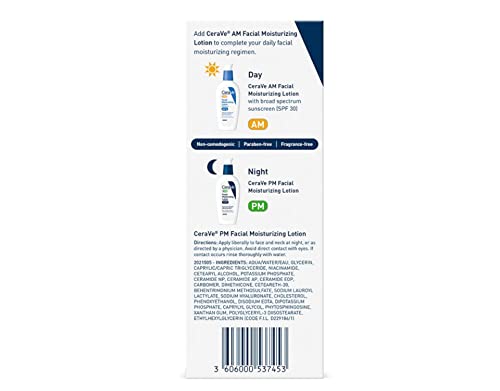 Add CeraVe® AM Facial Moisturizing
Lotion to complete your daily facial
moisturizing regimen.
Day
CeraVe AM Facial
Moisturizing Lotion
with broad spectrum
sunscreen (SPF 30)
AM
Non-comedogenic | Paraben-free | Fragrance-free
Night
CeraVe PM Facial
Moisturizing Lotion
PM
CeraVe® PM Facial Moisturizing Lotion
Directions: Apply liberally to face and neck at night, or as
directed by a physician. Avoid direct contact with eyes. If
contact occurs rinse thoroughly with water.
2021505 - INGREDIENTS: AQUA/WATER/EAU, GLYCERIN,
CAPRYLIC/CAPRIC TRIGLYCERIDE, NIACINAMIDE,
CETEARYL ALCOHOL, POTASSIUM PHOSPHATE,
CERAMIDE NP, CERAMIDE AP, CERAMIDE EOP,
CARBOMER, DIMETHICONE, CETEARETH-20,
BEHENTRIMONIUM METHOSULFATE, SODIUM LAUROYL
LACTYLATE, SODIUM HYALURONATE, CHOLESTEROL,
PHENOXYETHANOL, DISODIUM EDTA, DIPOTASSIUM
PHOSPHATE, CAPRYLYL GLYCOL, PHYTOSPHINGOSINE,
XANTHAN GUM, POLYGLYCERYL-3 DIISOSTEARATE,
ETHYLHEXYLGLYCERIN (CODE F.I.L. D229184/1)
3 606000 537453